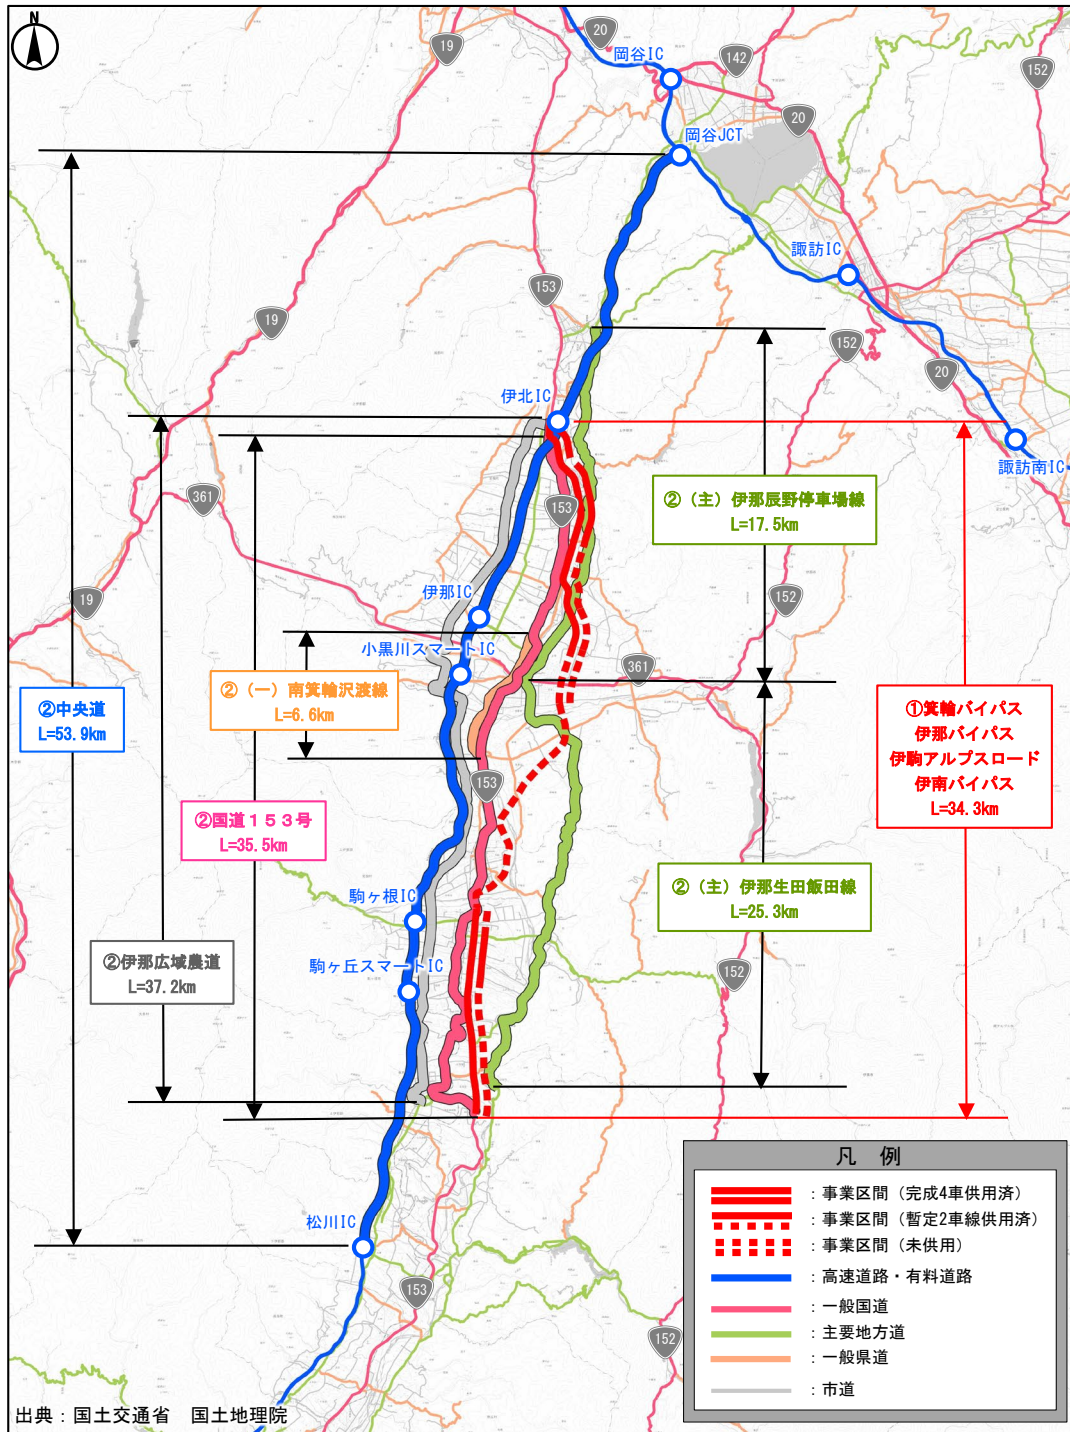 N
19
20
岡谷IC
142
152
20
岡谷JCT
諏訪IC
153
19
152
20
伊北IC
諏訪南IC
361
153
②（主）伊那辰野停車場線
L=17.5km
19
伊那IC
152
小黒川スマートIC
361
②（一）南箕輪沢渡線
L=6.6km
②中央道
L=53.9km
①箕輪バイパス
伊那バイパス
伊駒アルプスロード
伊南バイパス
L=34.3km
153
②国道１５３号
L=35.5km
②（主）伊那生田飯田線
L=25.3km
駒ヶ根IC
②伊那広域農道
L=37.2km
駒ヶ丘スマートIC
152
松川IC
153
152
凡 例
：事業区間（完成4車供用済）
：事業区間（暫定2車線供用済）
：事業区間（未供用）
：高速道路・有料道路
：一般国道
：主要地方道
：一般県道
：市道
出典：国土交通省　国土地理院